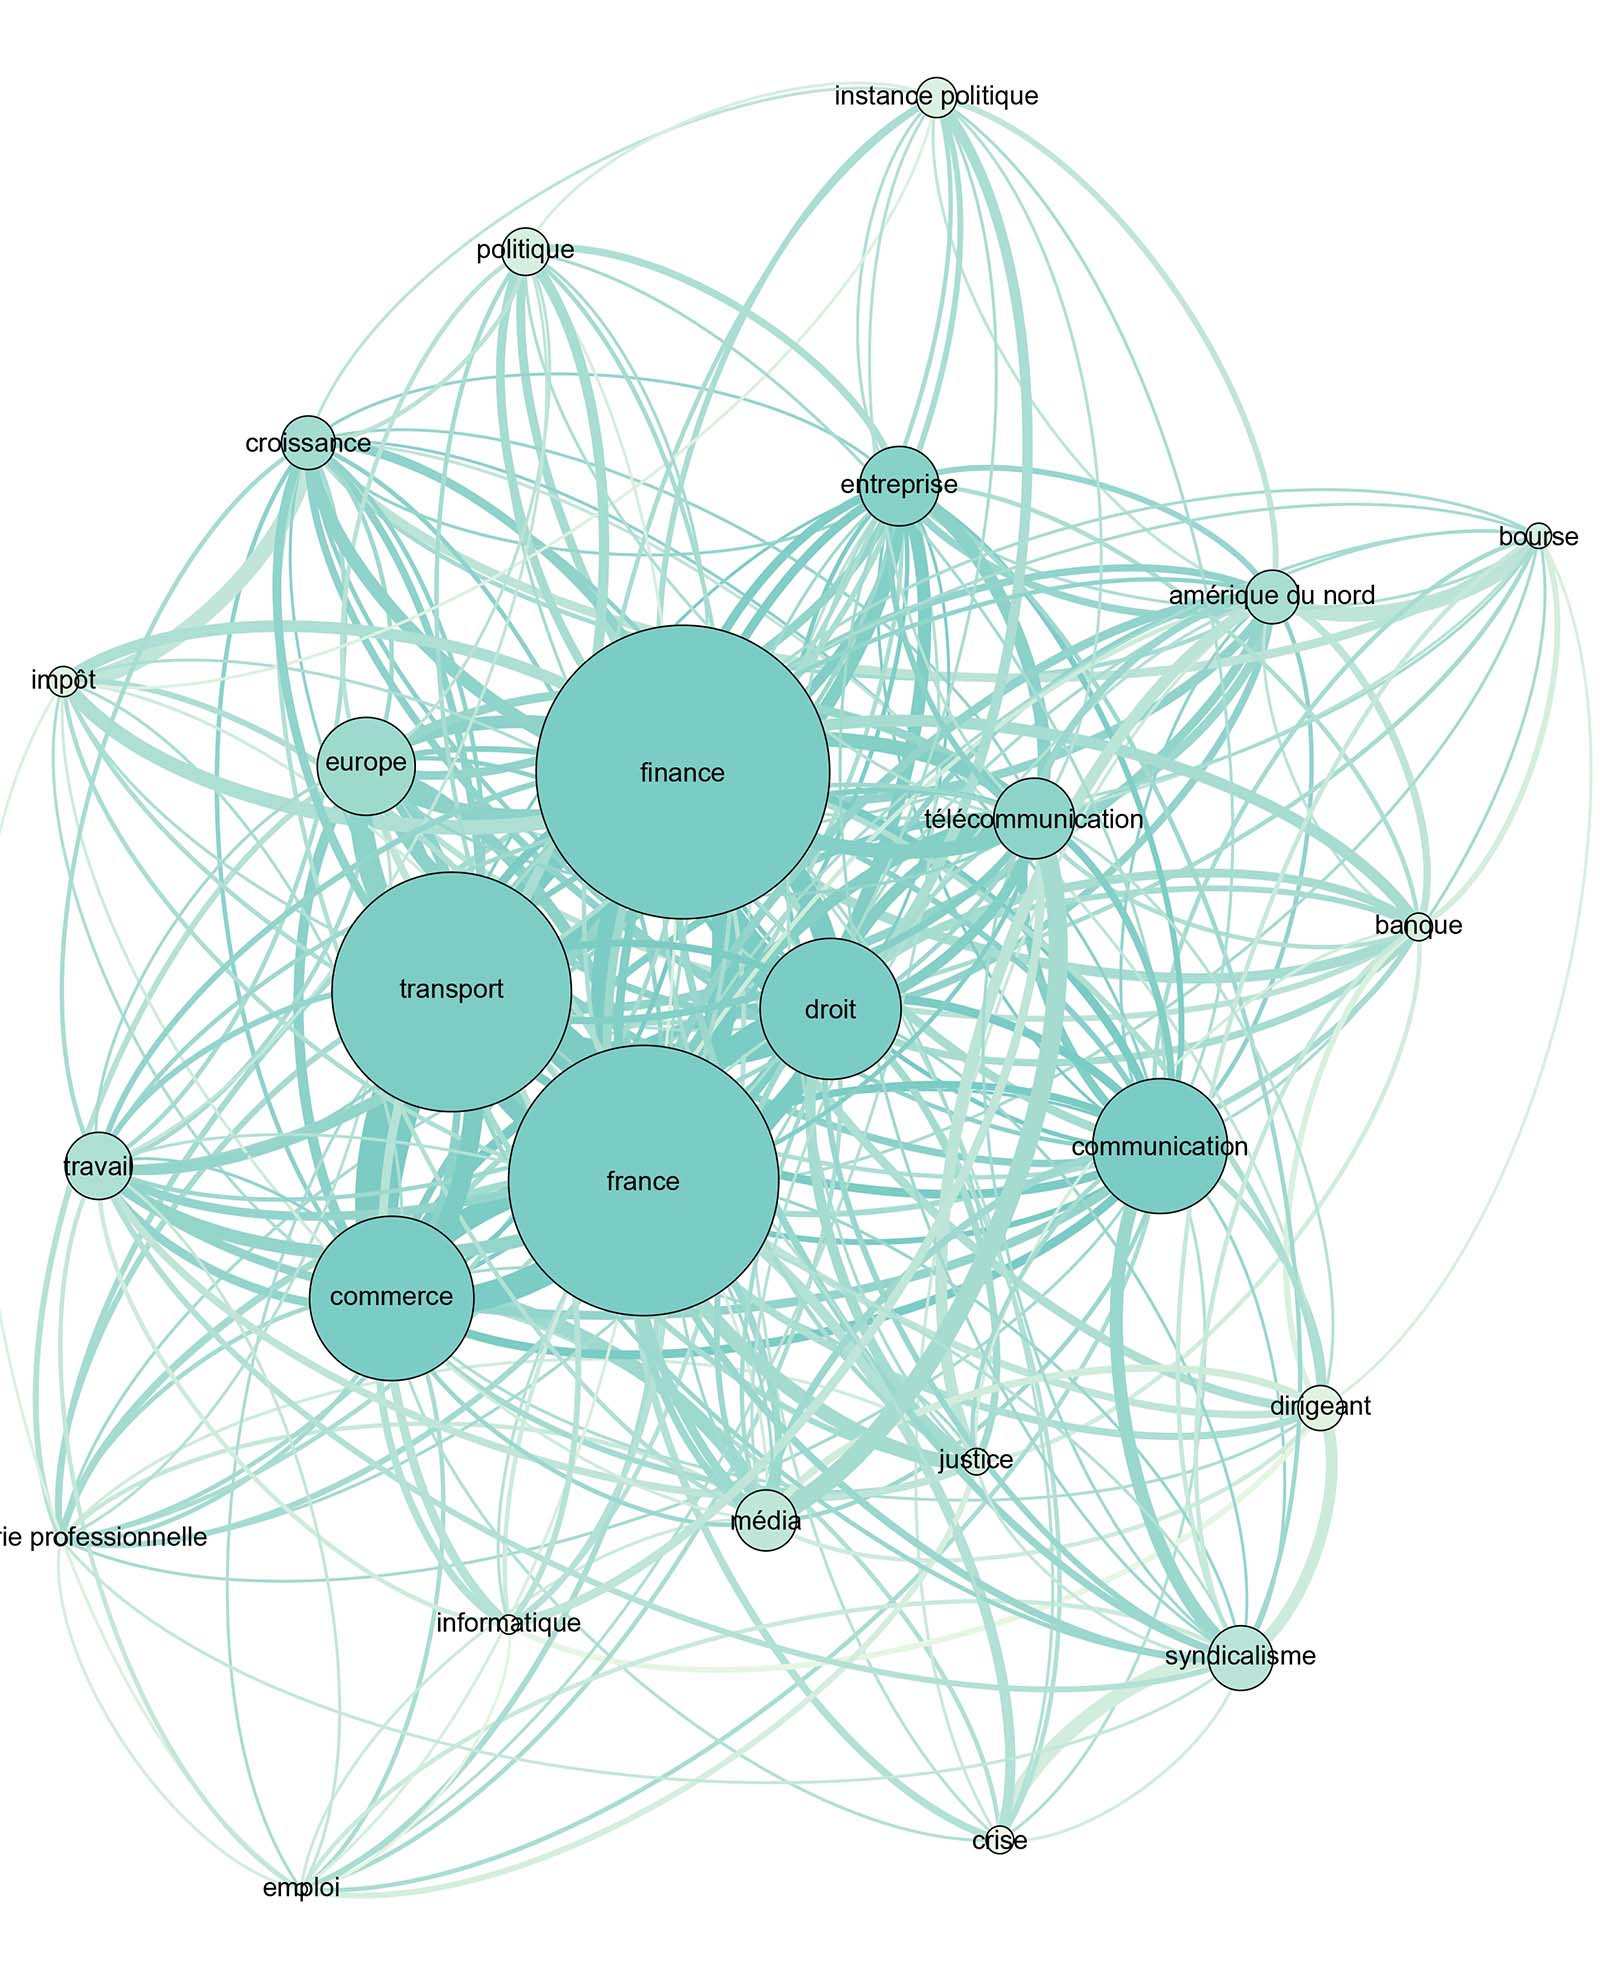 instance politique
politique
croissance
entreprise
bourse
amérique du nord
impôt
europe
finance
télécommunication
banque
transport
droit
communication
travail
france
commerce
dirigeant
justice
média
rie professionnelle
informatique
syndicalisme
crise
emploi